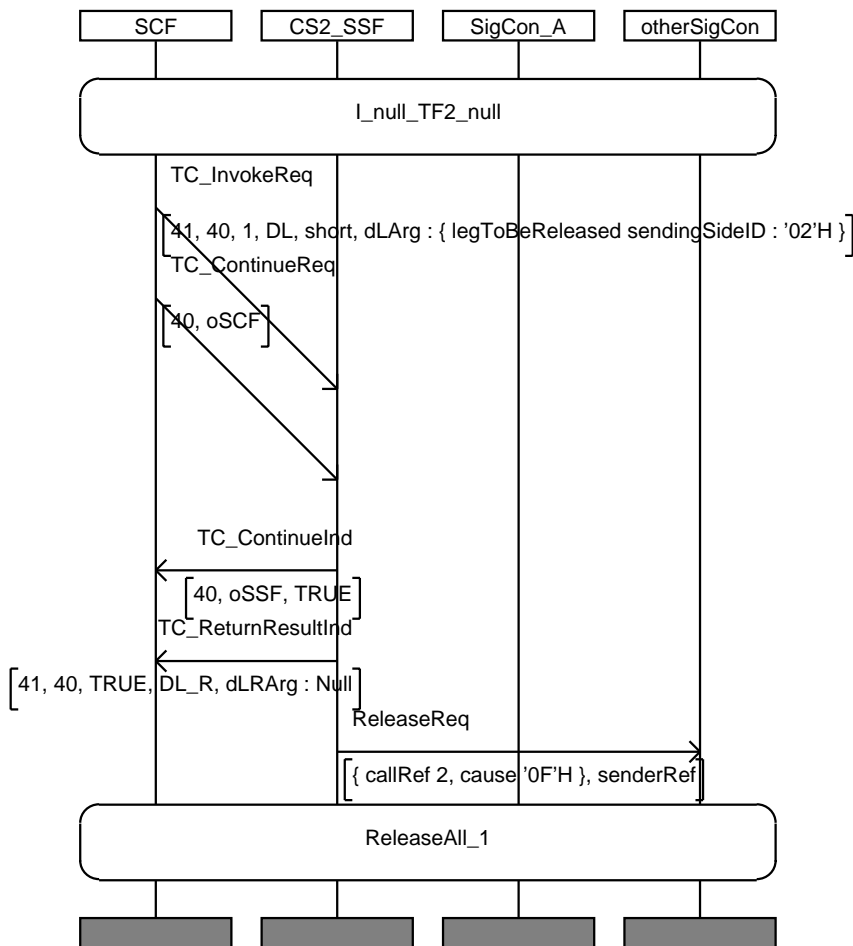 SCF CS2_SSF SigCon_A otherSigCon
I_null_TF2_null
TC_InvokeReq
41, 40, 1, DL, short, dLArg : { legToBeReleased sendingSideID : '02'H }
TC_ContinueReq
40, oSCF
TC_ContinueInd
40, oSSF, TRUE
TC_ReturnResultInd
41, 40, TRUE, DL_R, dLRArg : Null
ReleaseReq
{ callRef 2, cause '0F'H }, senderRef
ReleaseAll_1